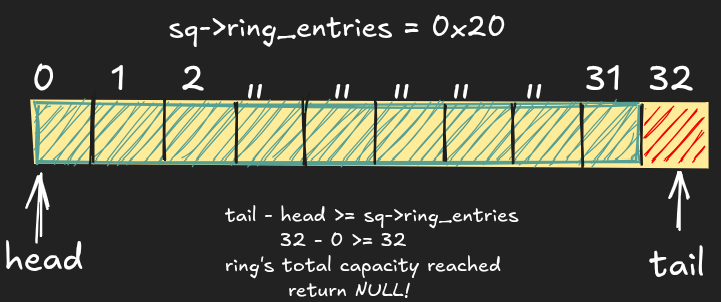 sq->ring_entries = 0x20
0 1 2 " " " " " 31 32
tail - head >= sq->ring_entries
32 - 0 >= 32
ring's total capacity reached
return NULL!
head
tail